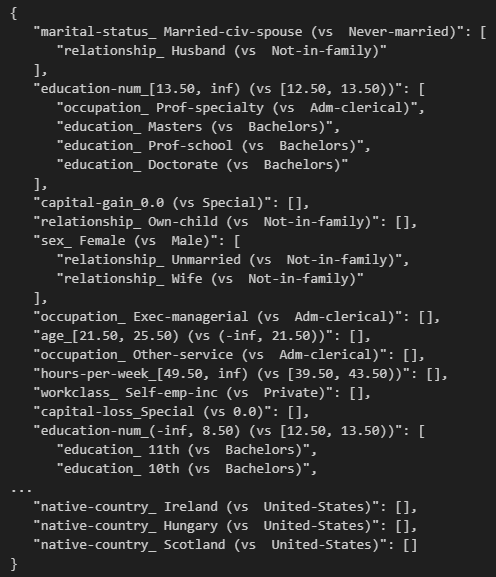 {
"marital-status_ Married-civ-spouse (vs  Never-married)": [
"relationship_ Husband (vs  Not-in-family)"
],
"education-num_[13.50, inf) (vs [12.50, 13.50))": [
"occupation_ Prof-specialty (vs  Adm-clerical)",
"education_ Masters (vs  Bachelors)",
"education_ Prof-school (vs  Bachelors)",
"education_ Doctorate (vs  Bachelors)"
],
"capital-gain_0.0 (vs Special)": [],
"relationship_ Own-child (vs  Not-in-family)": [],
"sex_ Female (vs  Male)": [
"relationship_ Unmarried (vs  Not-in-family)",
"relationship_ Wife (vs  Not-in-family)"
],
"occupation_ Exec-managerial (vs  Adm-clerical)": [],
"age_[21.50, 25.50) (vs (-inf, 21.50))": [],
"occupation_ Other-service (vs  Adm-clerical)": [],
"hours-per-week_[49.50, inf) (vs [39.50, 43.50))": [],
"workclass_ Self-emp-inc (vs  Private)": [],
"capital-loss_Special (vs 0.0)": [],
"education-num_(-inf, 8.50) (vs [12.50, 13.50))": [
"education_ 11th (vs  Bachelors)",
"education_ 10th (vs  Bachelors)",
...
"native-country_ Ireland (vs  United-States)": [],
"native-country_ Hungary (vs  United-States)": [],
"native-country_ Scotland (vs  United-States)": []
}